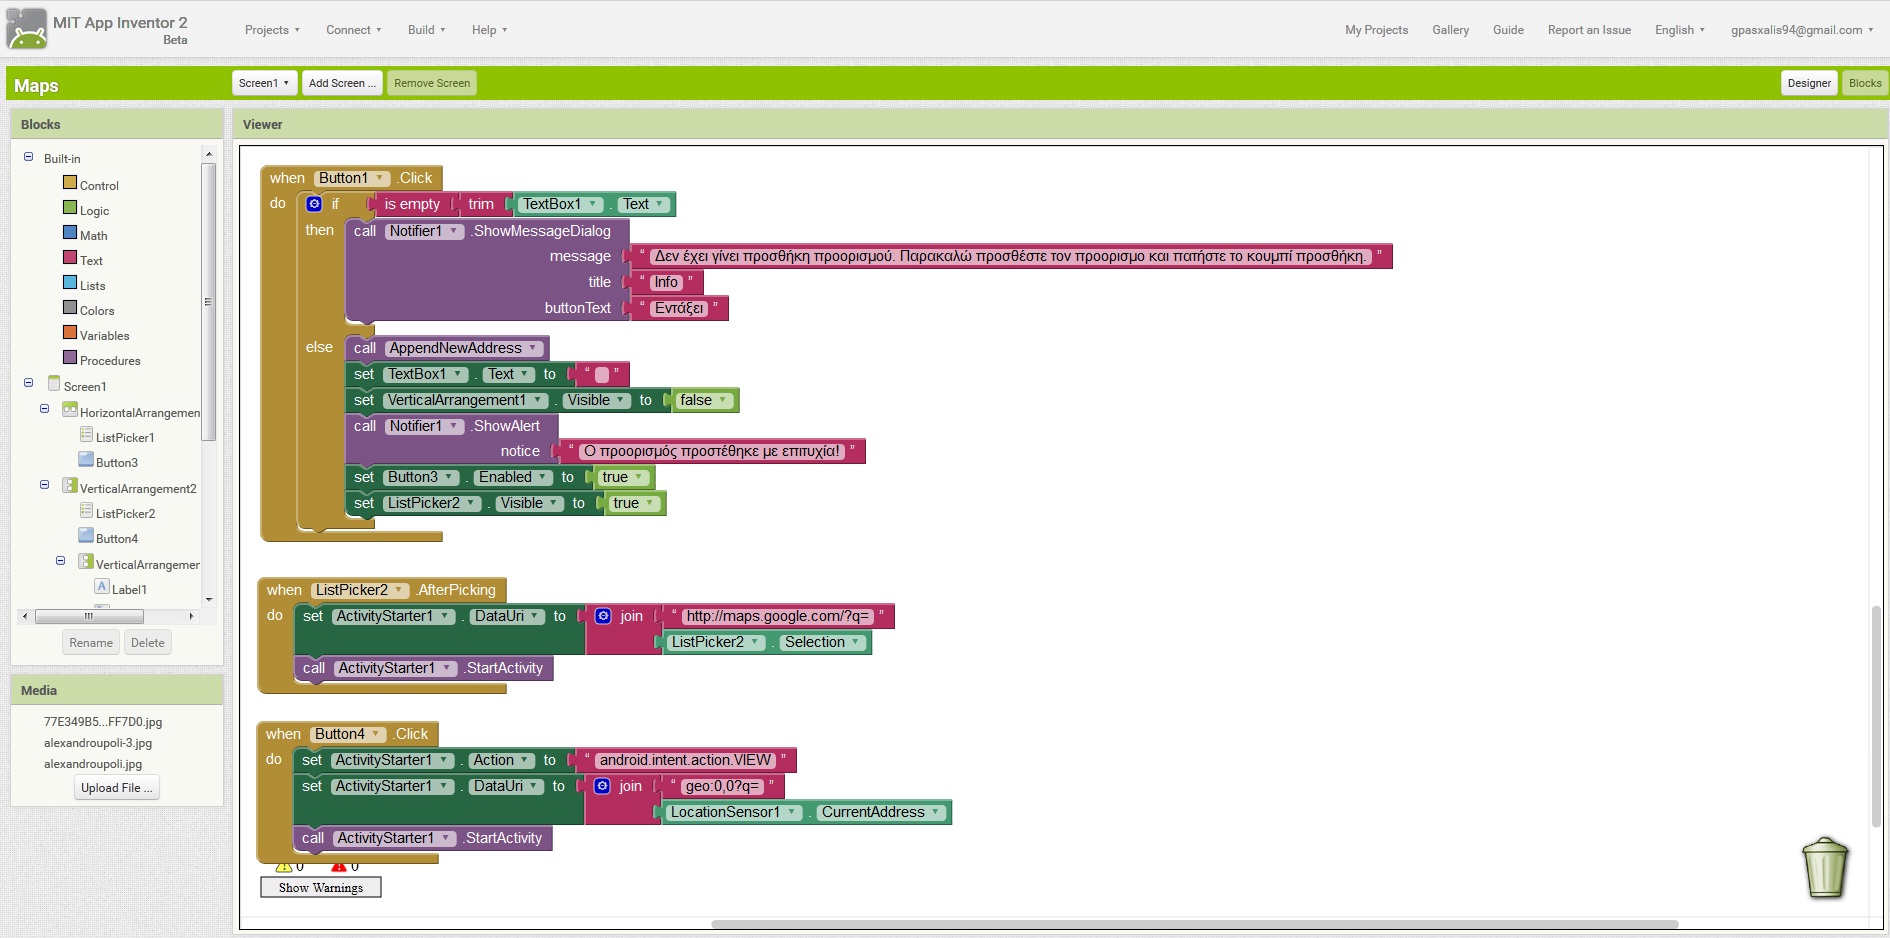 MIT App Inventor 2
Beta
Projects Connect Build Help My Projects Gallery Guide Report an Issue English gpasxalis94@gmail.com
Maps Screen1 Add Screen ... Remove Screen Designer Blocks
Blocks
Built-in
Control
Logic
Math
Text
Lists
Colors
Variables
Procedures
Screen1
HorizontalArrangemen
ListPicker1
Button3
VerticalArrangement2
ListPicker2
Button4
VerticalArrangemer
Label1
Rename Delete
Media
77E349B5...FF7D0.jpg
alexandroupoli-3.jpg
alexandroupoli.jpg
Upload File ...
Viewer
when Button1 .Click
do if is empty trim TextBox1 . Text
then call Notifier1 .ShowMessageDialog
message “ Δεν έχει γίνει προσθήκη προορισμού. Παρακαλώ προσθέστε τον προορισμο και πατήστε το κουμπί προσθήκη. ”
title “ Info ”
buttonText “ Εντάξει ”
else call AppendNewAddress
set TextBox1 . Text to “ ”
set VerticalArrangement1 . Visible to false
call Notifier1 .ShowAlert
notice “ Ο προορισμός προστέθηκε με επιτυχία! ”
set Button3 . Enabled to true
set ListPicker2 . Visible to true
when ListPicker2 .AfterPicking
do set ActivityStarter1 . DataUri to join “ http://maps.google.com/?q= ”
ListPicker2 . Selection
call ActivityStarter1 .StartActivity
when Button4 .Click
do set ActivityStarter1 . Action to “ android.intent.action.VIEW ”
set ActivityStarter1 . DataUri to join “ geo:0,0?q= ”
LocationSensor1 . CurrentAddress
call ActivityStarter1 .StartActivity
0 0
Show Warnings